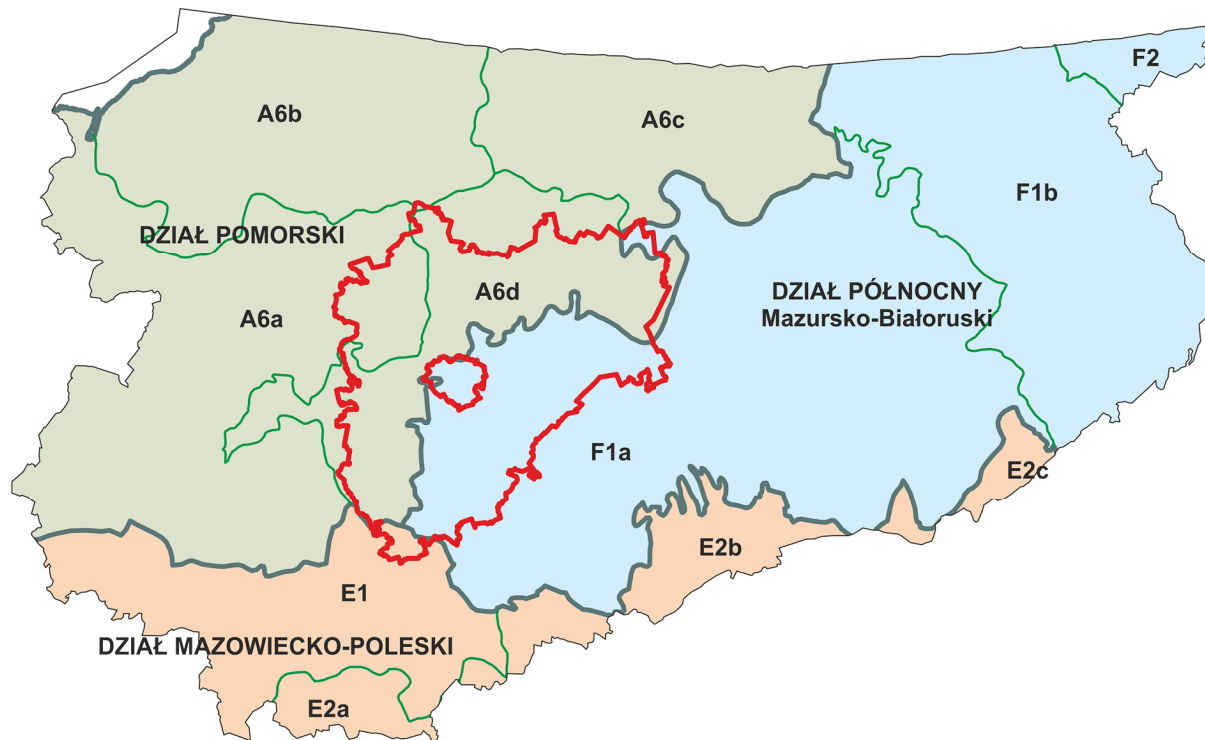 F2
A6b
A6c
F1b
DZIAŁ POMORSKI
A6d
DZIAŁ PÓŁNOCNY
Mazursko-Białoruski
A6a
F1a
E2c
E2b
E1
DZIAŁ MAZOWIECKO-POLESKI
E2a